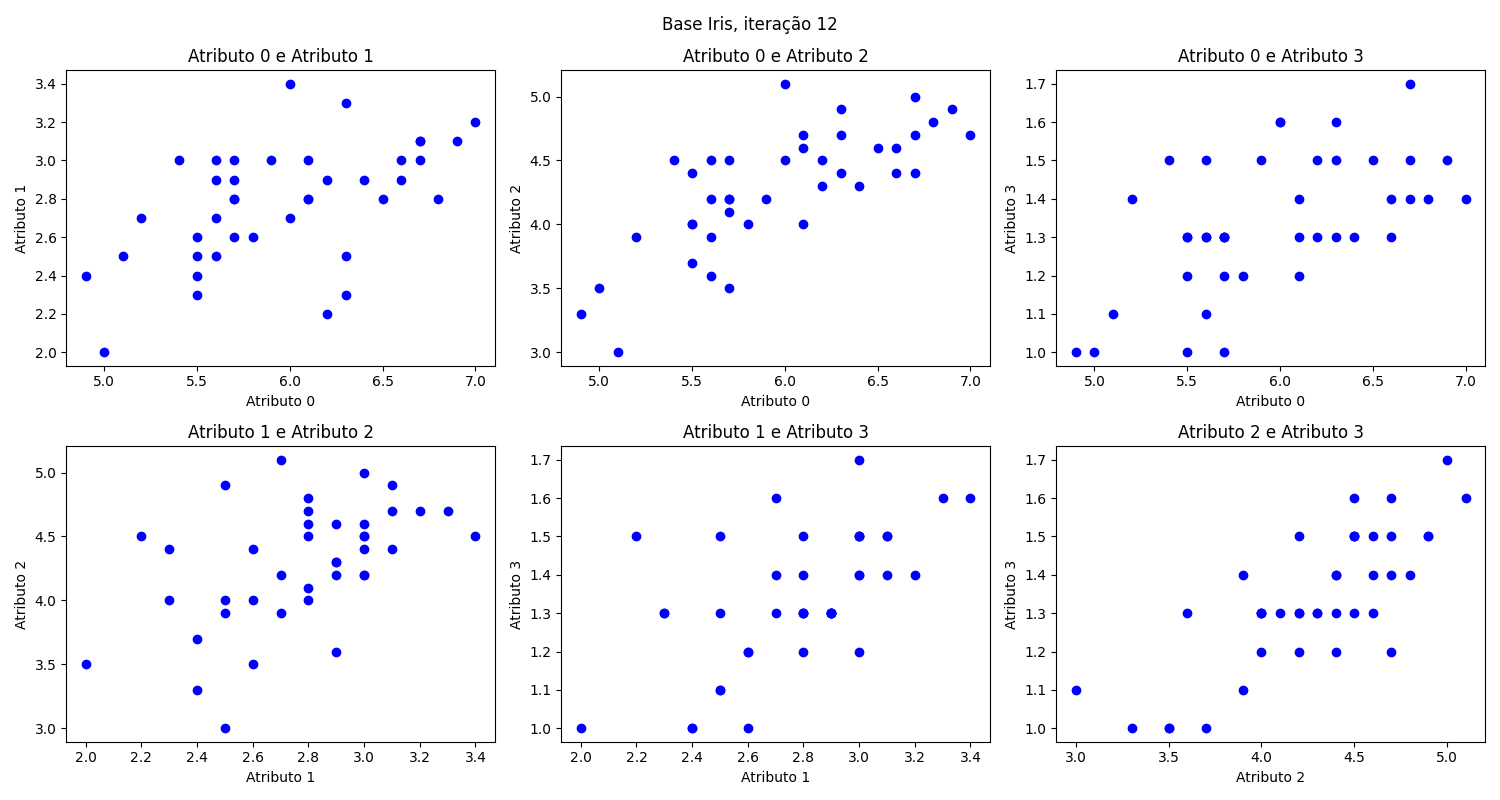 Base Iris, iteração 12
Atributo 0 e Atributo 1
3.4
3.2
3.0
2.8
2.6
2.4
2.2
2.0
Atributo 1
5.0 5.5 6.0 6.5 7.0
Atributo 0
Atributo 0 e Atributo 2
5.0
4.5
4.0
3.5
3.0
Atributo 2
5.0 5.5 6.0 6.5 7.0
Atributo 0
Atributo 0 e Atributo 3
1.7
1.6
1.5
1.4
1.3
1.2
1.1
1.0
Atributo 3
5.0 5.5 6.0 6.5 7.0
Atributo 0
Atributo 1 e Atributo 2
5.0
4.5
4.0
3.5
3.0
Atributo 2
2.0 2.2 2.4 2.6 2.8 3.0 3.2 3.4
Atributo 1
Atributo 1 e Atributo 3
1.7
1.6
1.5
1.4
1.3
1.2
1.1
1.0
Atributo 3
2.0 2.2 2.4 2.6 2.8 3.0 3.2 3.4
Atributo 1
Atributo 2 e Atributo 3
1.7
1.6
1.5
1.4
1.3
1.2
1.1
1.0
Atributo 3
3.0 3.5 4.0 4.5 5.0
Atributo 2